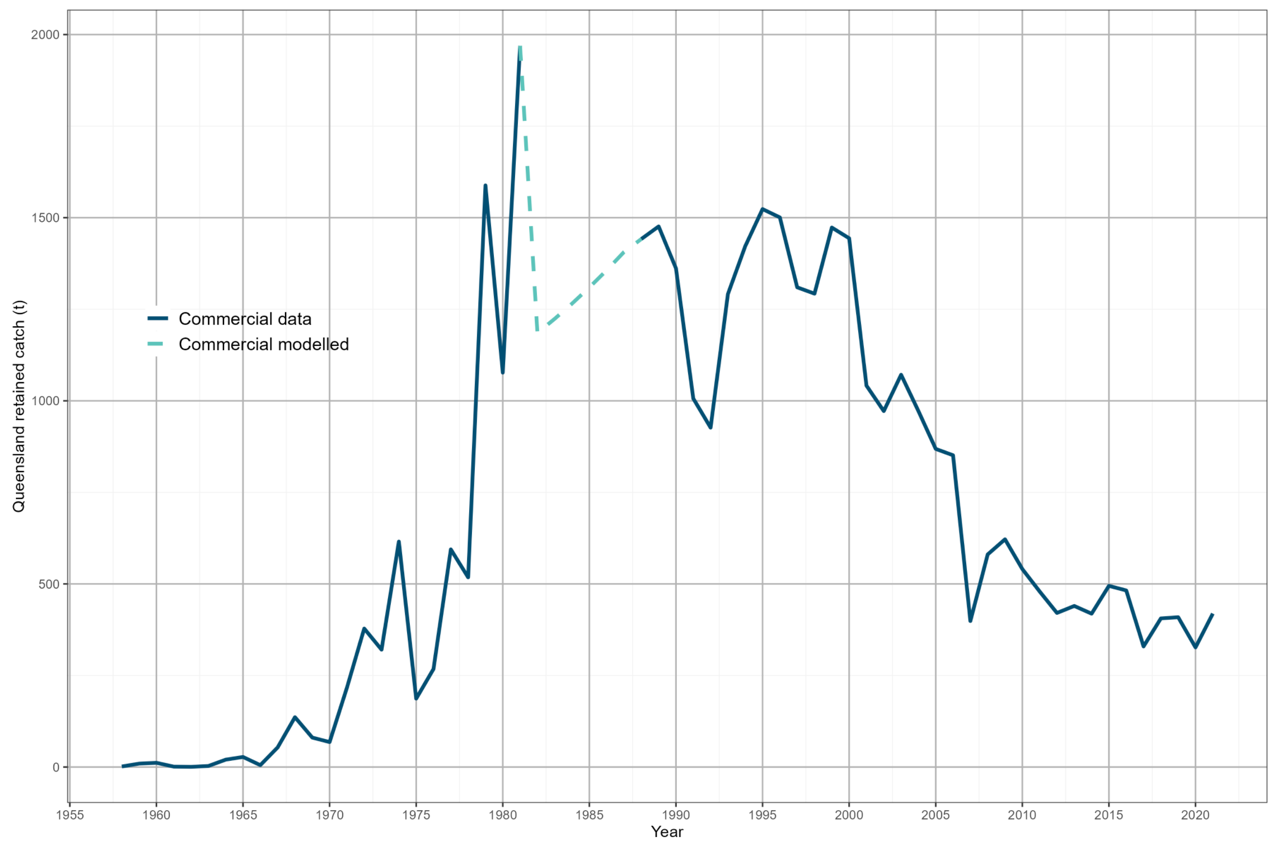 2000
1500
1000
500
0
Queensland retained catch (t)
Commercial data
Commercial modelled
1955 1960 1965 1970 1975 1980 1985 1990 1995 2000 2005 2010 2015 2020
Year